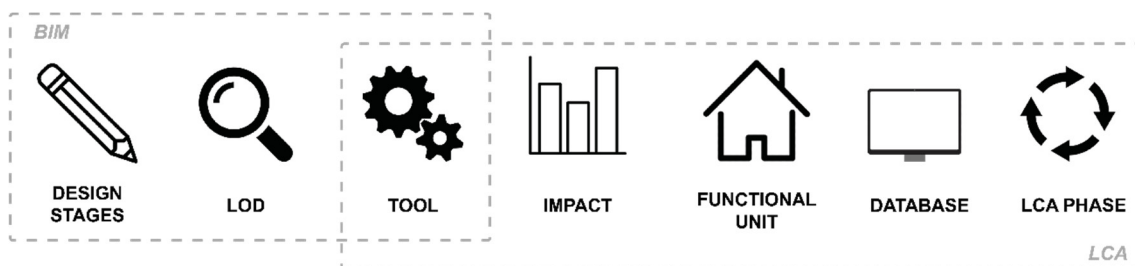 BIM
DESIGN
STAGES
LOD
TOOL
IMPACT
FUNCTIONAL
UNIT
DATABASE
LCA PHASE
LCA